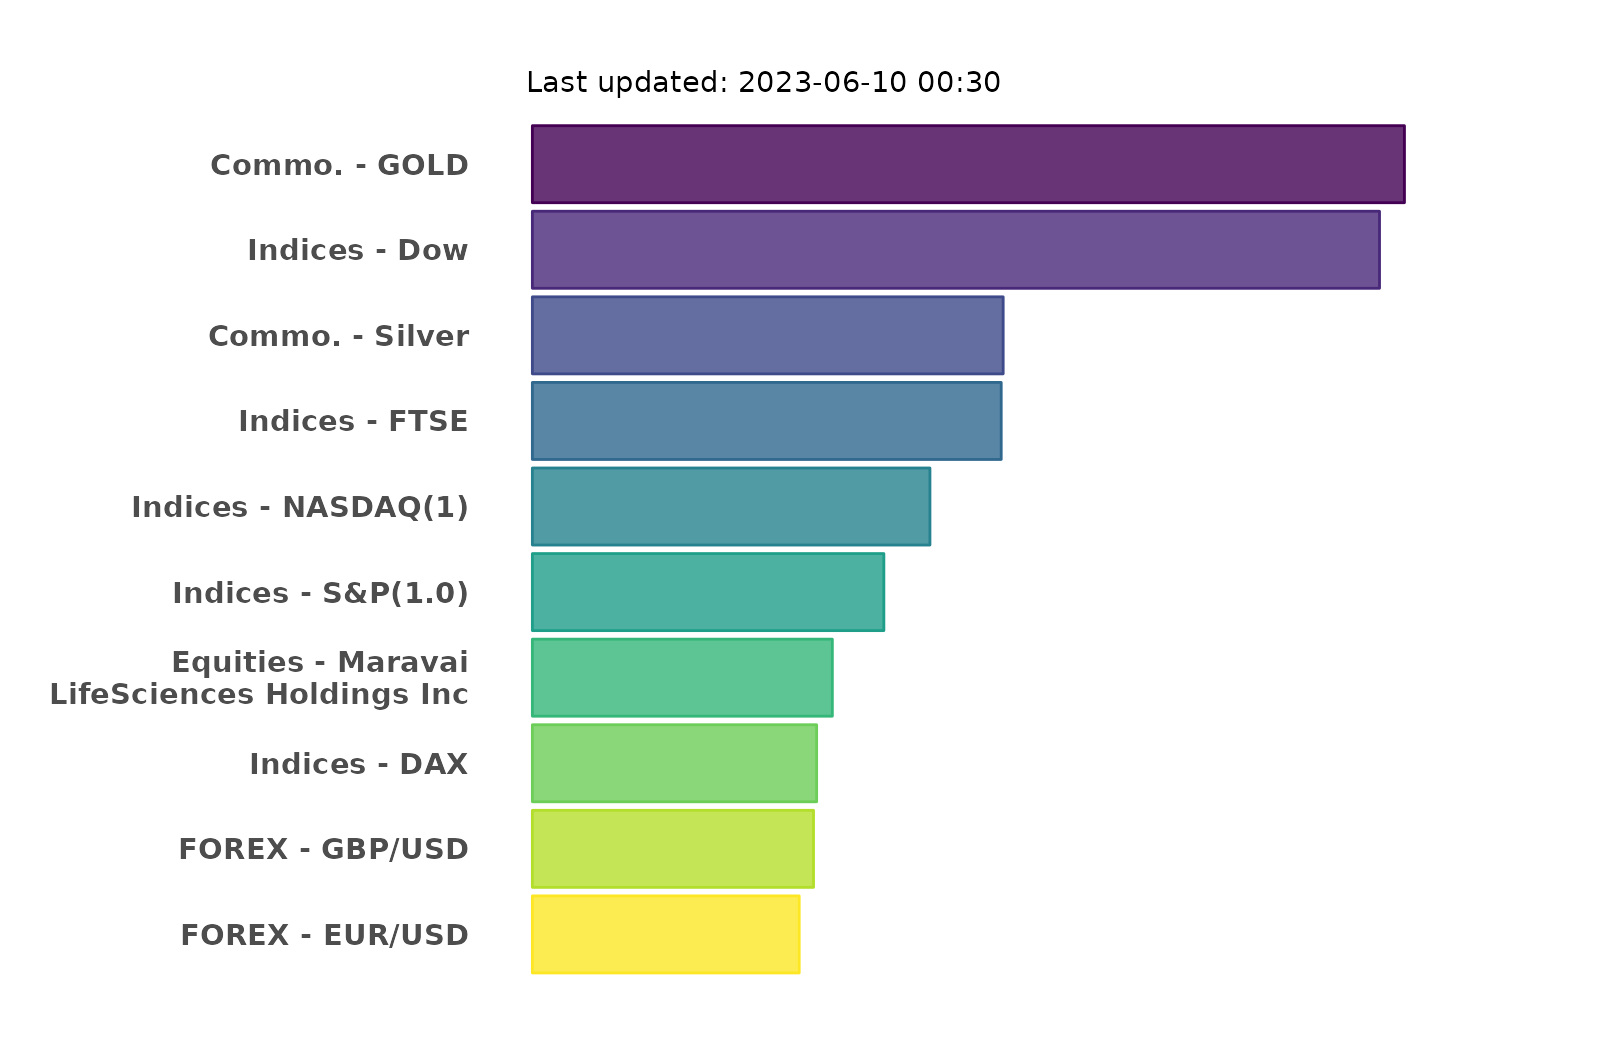 Last updated: 2023-06-10 00:30
Commo. - GOLD
Indices - Dow
Commo. - Silver
Indices - FTSE
Indices - NASDAQ(1)
Indices - S&P(1.0)
Equities - Maravai
LifeSciences Holdings Inc
Indices - DAX
FOREX - GBP/USD
FOREX - EUR/USD